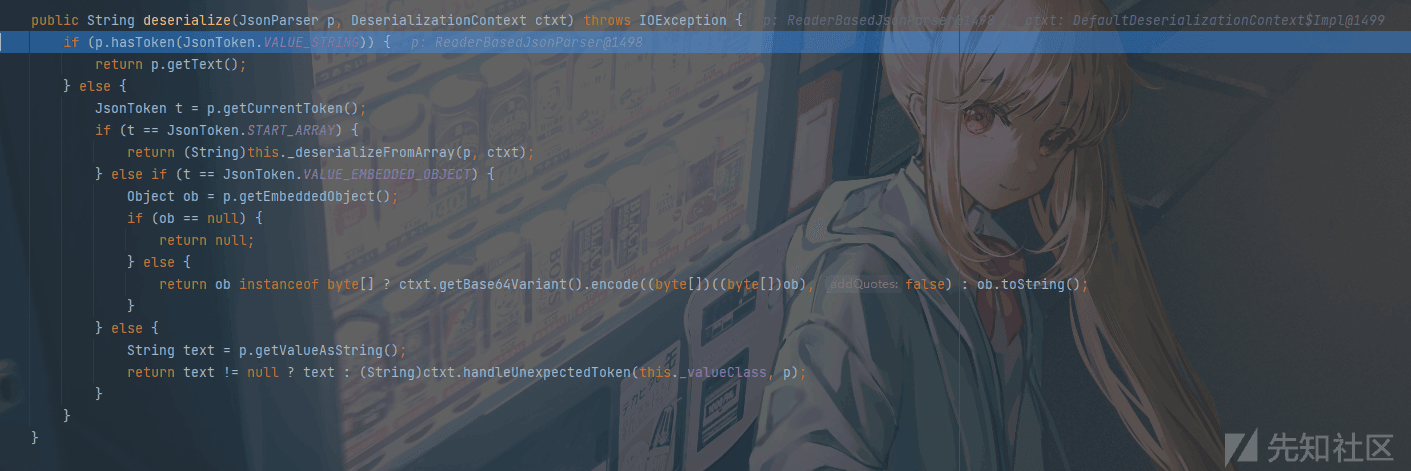 public String deserialize(JsonParser p, DeserializationContext ctxt) throws IOException {   p: ReaderBasedJsonParser@1498   ctxt: DefaultDeserializationContext$Impl@1499
    if (p.hasToken(JsonToken.VALUE_STRING)) {   p: ReaderBasedJsonParser@1498
        return p.getText();
    } else {
        JsonToken t = p.getCurrentToken();
        if (t == JsonToken.START_ARRAY) {
            return (String)this._deserializeFromArray(p, ctxt);
        } else if (t == JsonToken.VALUE_EMBEDDED_OBJECT) {
            Object ob = p.getEmbeddedObject();
            if (ob == null) {
                return null;
            } else {
                return ob instanceof byte[] ? ctxt.getBase64Variant().encode((byte[])((byte[])ob), addQuotes: false) : ob.toString();
            }
        } else {
            String text = p.getValueAsString();
            return text != null ? text : (String)ctxt.handleUnexpectedToken(this._valueClass, p);
        }
    }
}
先知社区